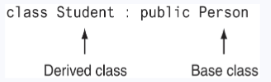 class Student : public Person
Derived class Base class